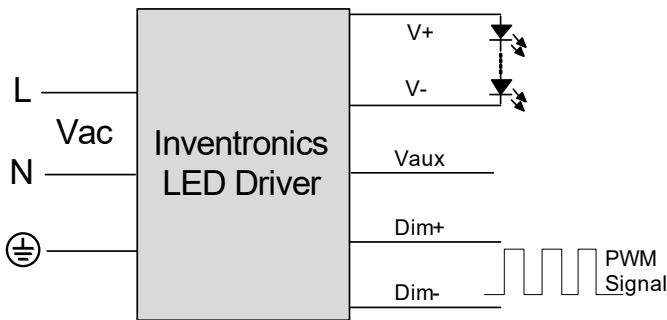 L
Vac
N
Inventronics
LED Driver
V+
V-
Vaux
Dim+
Dim-
PWM
Signal